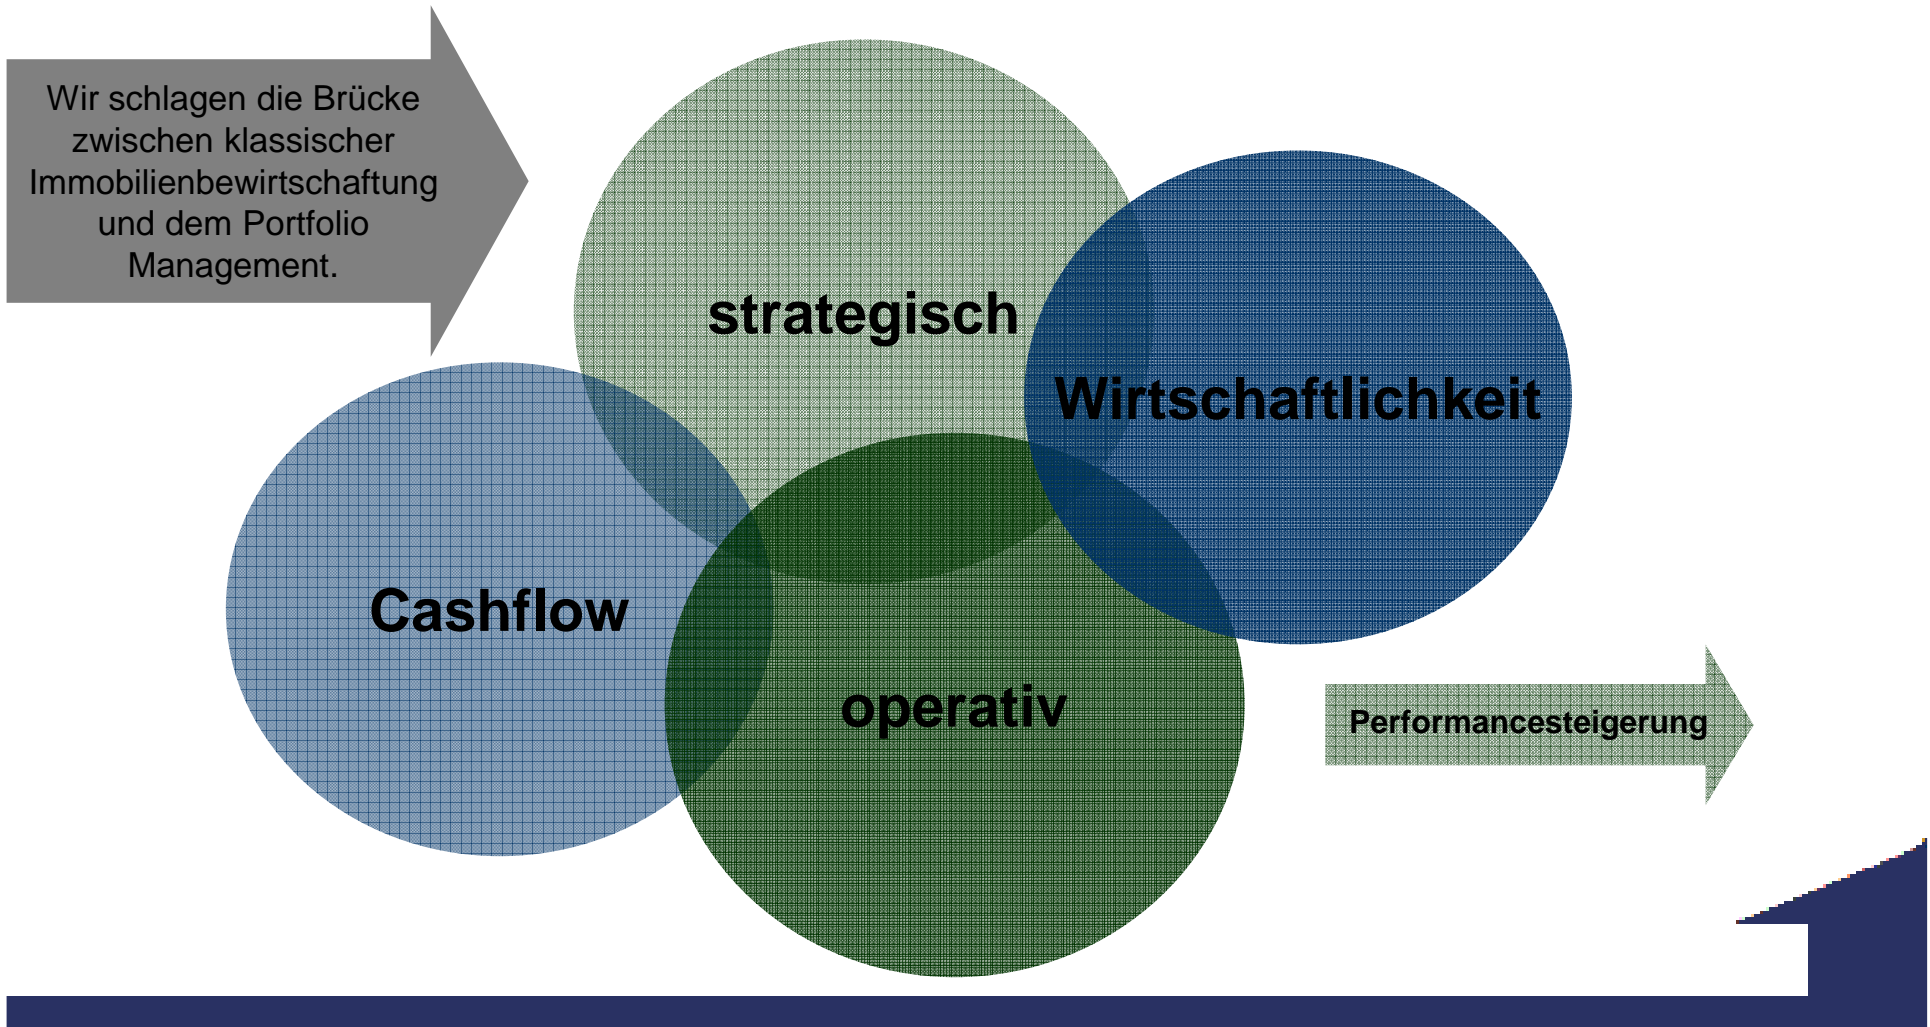 Wir schlagen die Brücke
zwischen klassischer
Immobilienbewirtschaftung
und dem Portfolio
Management.
strategisch
Wirtschaftlichkeit
Cashflow
operativ
Performancesteigerung